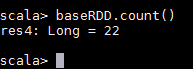 scala> baseRDD.count()
res4: Long = 22
scala>